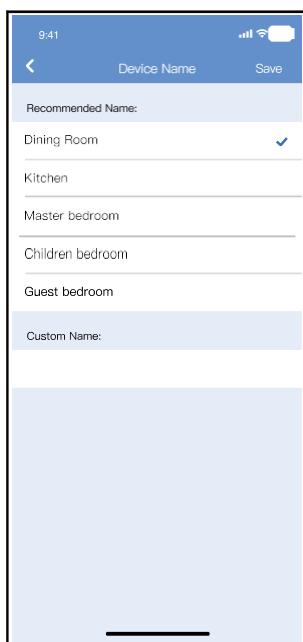 9:41
Device Name Save
Recommended Name:
Dining Room
Kitchen
Master bedroom
Children bedroom
Guest bedroom
Custom Name: